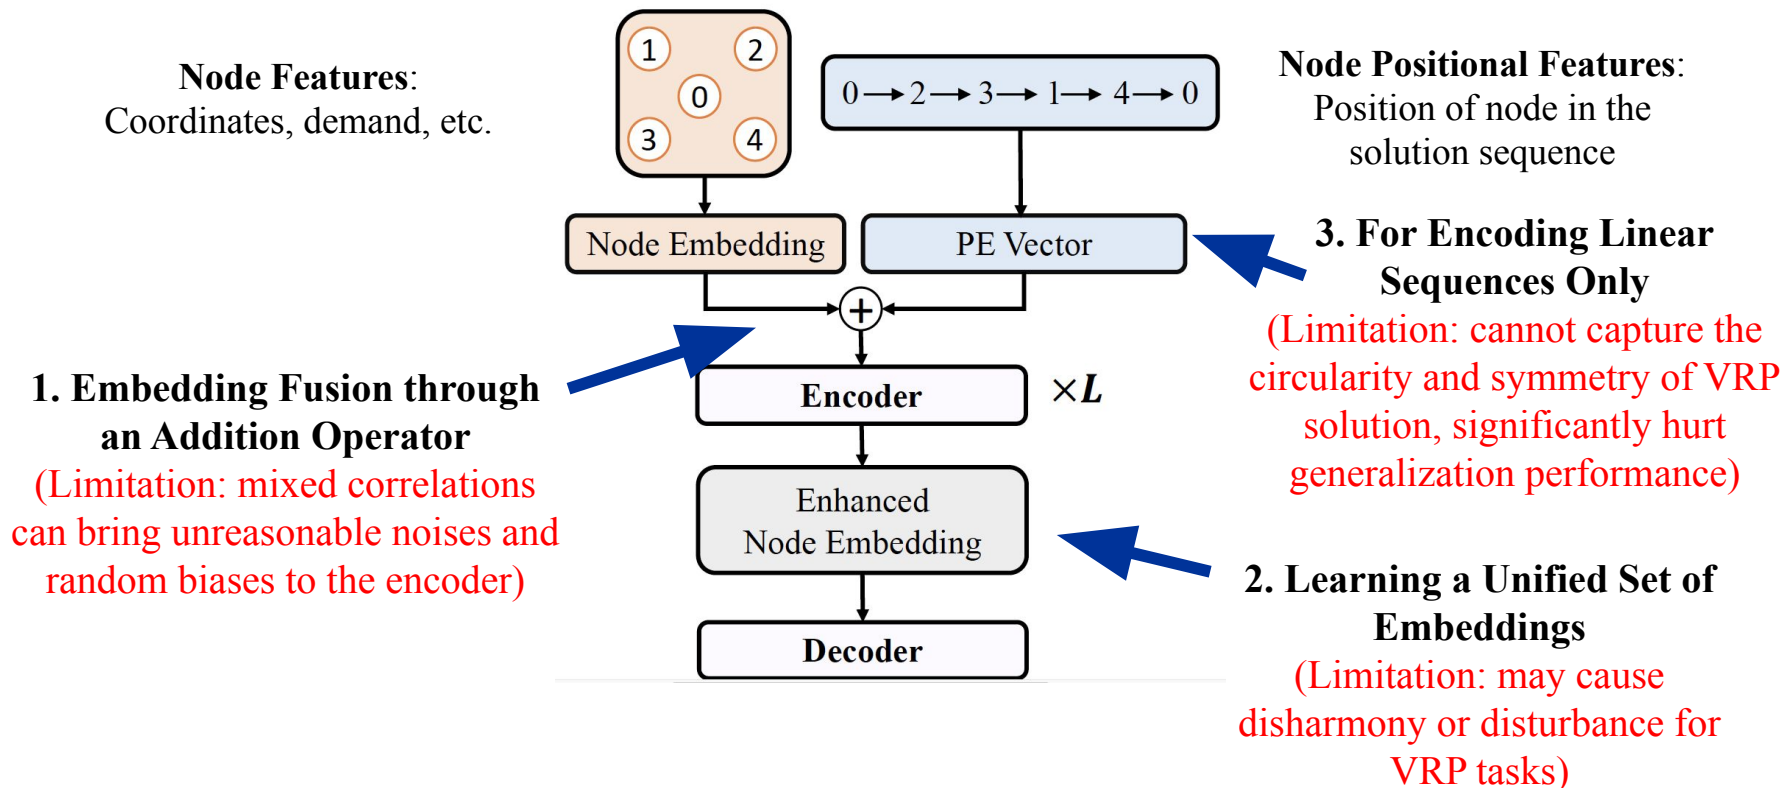 Node Features:
Coordinates, demand, etc.
1 2
0
3 4
0 → 2 → 3 → 1 → 4 → 0
Node Positional Features:
Position of node in the
solution sequence
Node Embedding
PE Vector
+
3. For Encoding Linear
Sequences Only
(Limitation: cannot capture the
circularity and symmetry of VRP
solution, significantly hurt
generalization performance)
1. Embedding Fusion through
an Addition Operator
(Limitation: mixed correlations
can bring unreasonable noises and
random biases to the encoder)
Encoder
×L
Enhanced
Node Embedding
2. Learning a Unified Set of
Embeddings
(Limitation: may cause
disharmony or disturbance for
VRP tasks)
Decoder